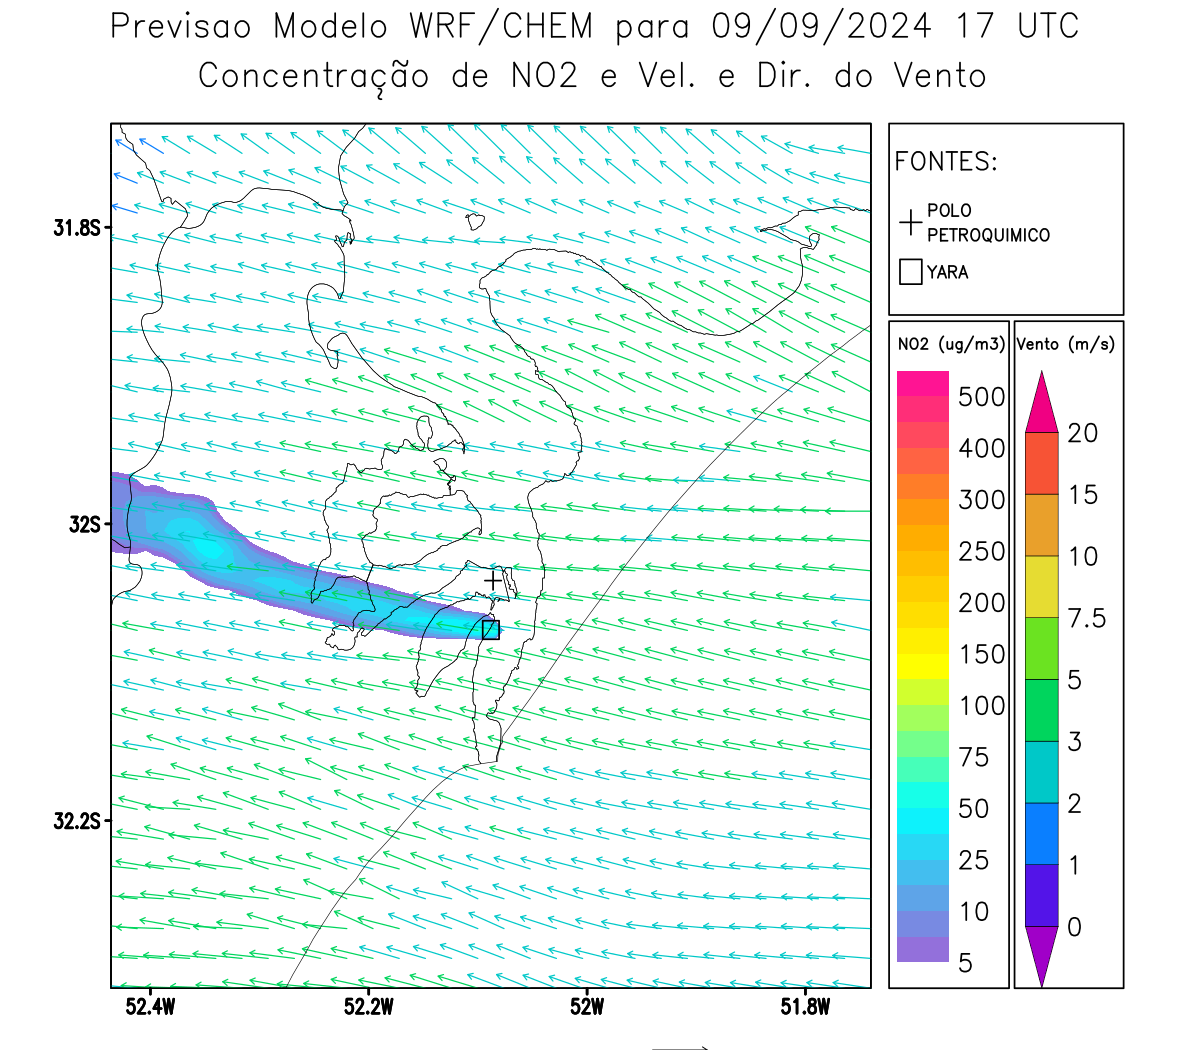 Previsao Modelo WRF/CHEM para 09/09/2024 17 UTC
Concentração de NO2 e Vel. e Dir. do Vento
FONTES:
POLO
PETROQUIMICO
YARA
NO2 (ug/m3)
500
400
300
250
200
150
100
75
50
25
10
5
Vento (m/s)
20
15
10
7.5
5
3
2
1
0
31.8S
32S
32.2S
52.4W
52.2W
52W
51.8W